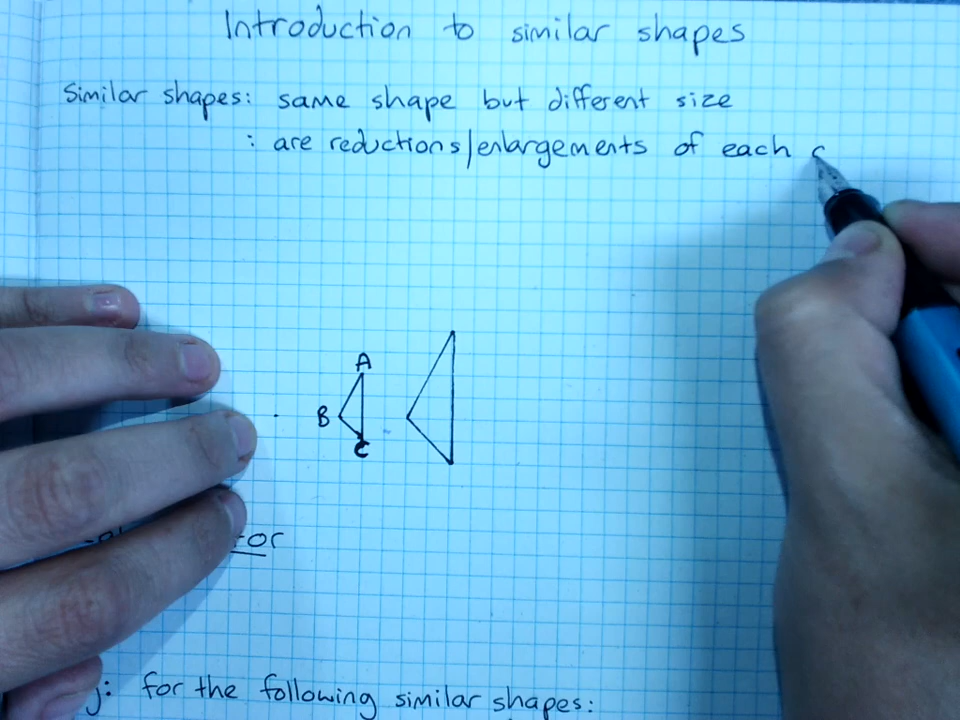 Introduction to similar shapes
Similar shapes: same shape but different size
: are reductions/enlargements of each
A
B
C
for the following similar shapes: